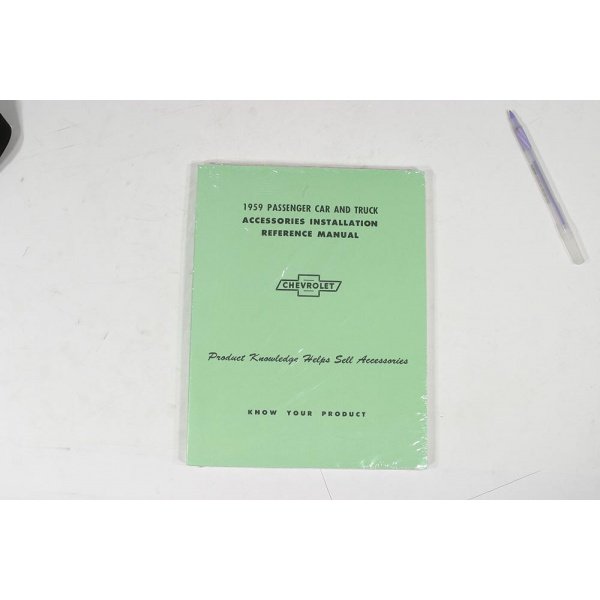 1959 PASSENGER CAR AND TRUCK
ACCESSORIES INSTALLATION
REFERENCE MANUAL
CHEVROLET
Product Knowledge Helps Sell Accessories
KNOW YOUR PRODUCT